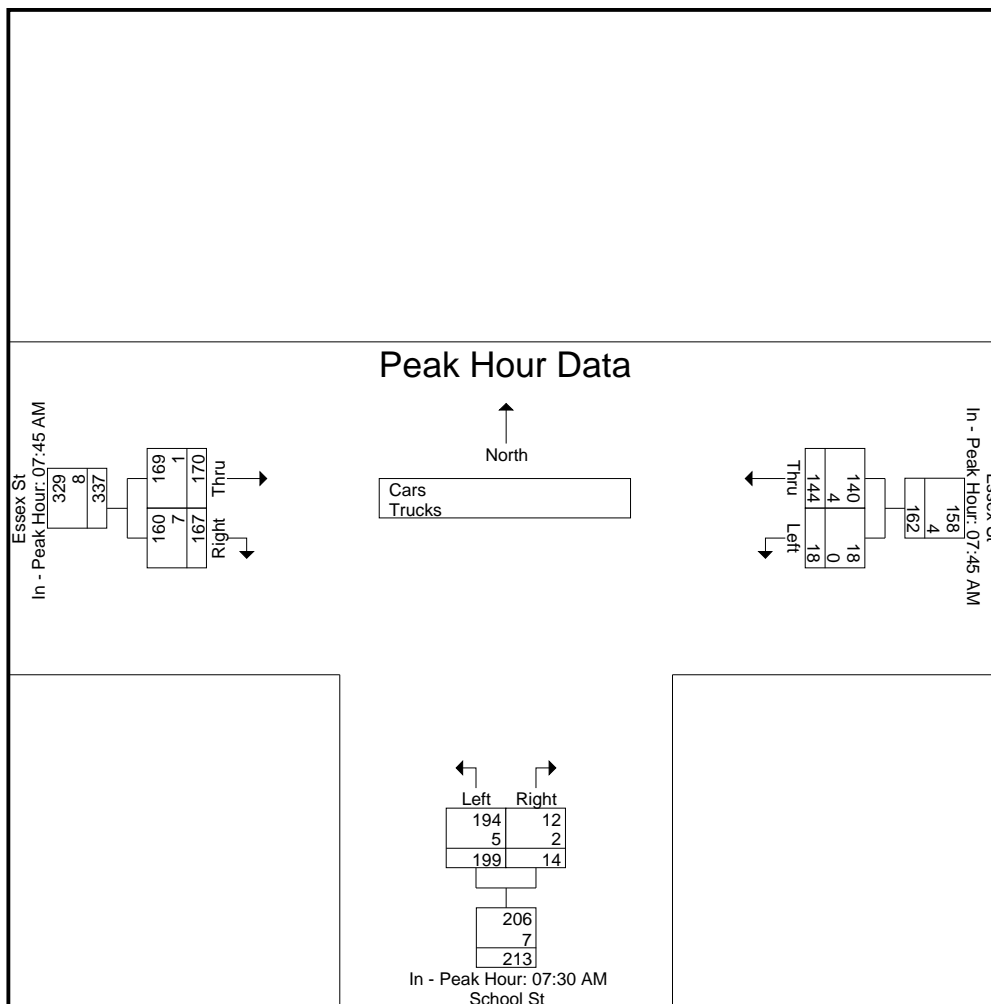 Peak Hour Data
North
Cars
Trucks
Essex St
In - Peak Hour: 07:45 AM
329
8
337
169
1
170
Thru
160
7
167
Right
In - Peak Hour: 07:45 AM
158
4
162
140
4
144
Thru
18
0
18
Left
Left Right
194 12
5 2
199 14
206
7
213
In - Peak Hour: 07:30 AM
School St